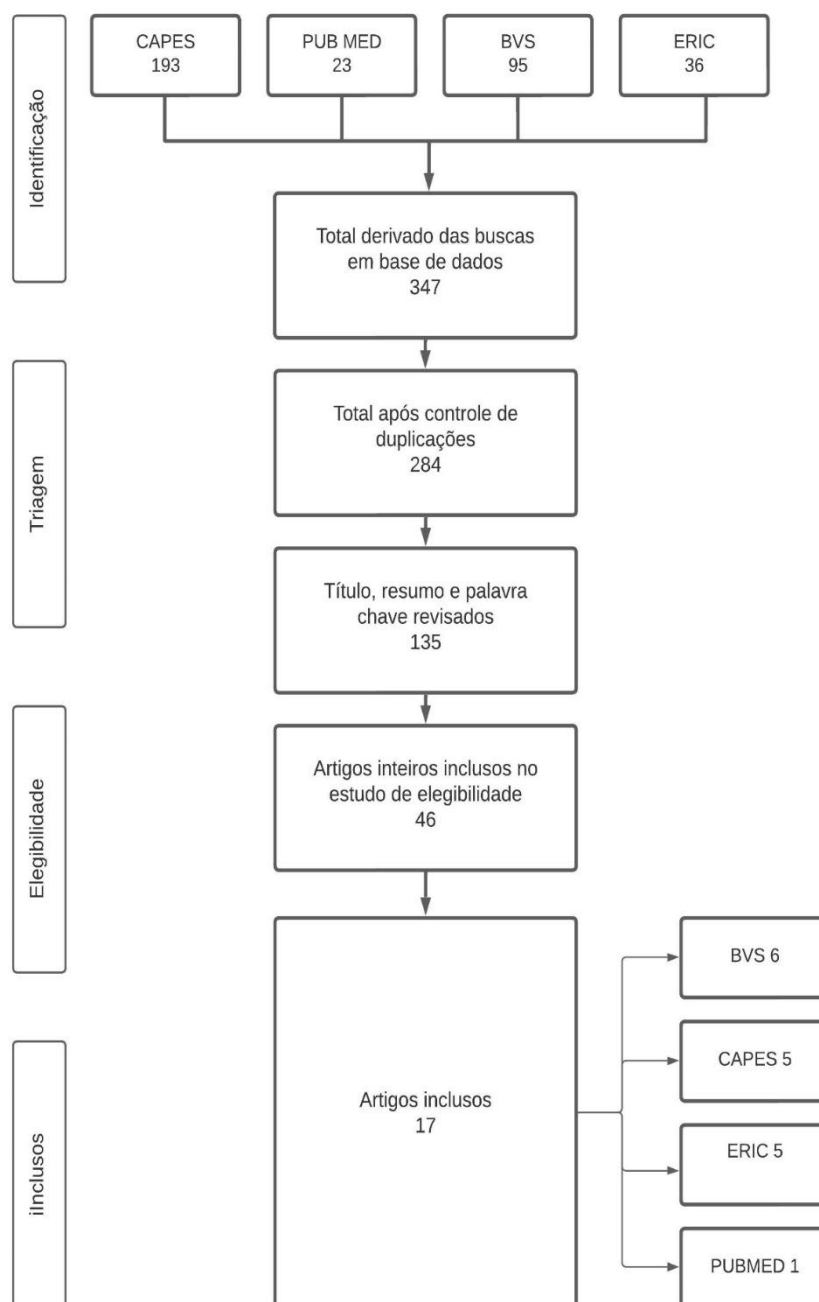 Identificação
CAPES
193
PUB MED
23
BVS
95
ERIC
36
Total derivado das buscas
em base de dados
347
Triagem
Total após controle de
duplicações
284
Título, resumo e palavra
chave revisados
135
Elegibilidade
Artigos inteiros inclusos no
estudo de elegibilidade
46
iInclusos
Artigos inclusos
17
BVS 6
CAPES 5
ERIC 5
PUBMED 1